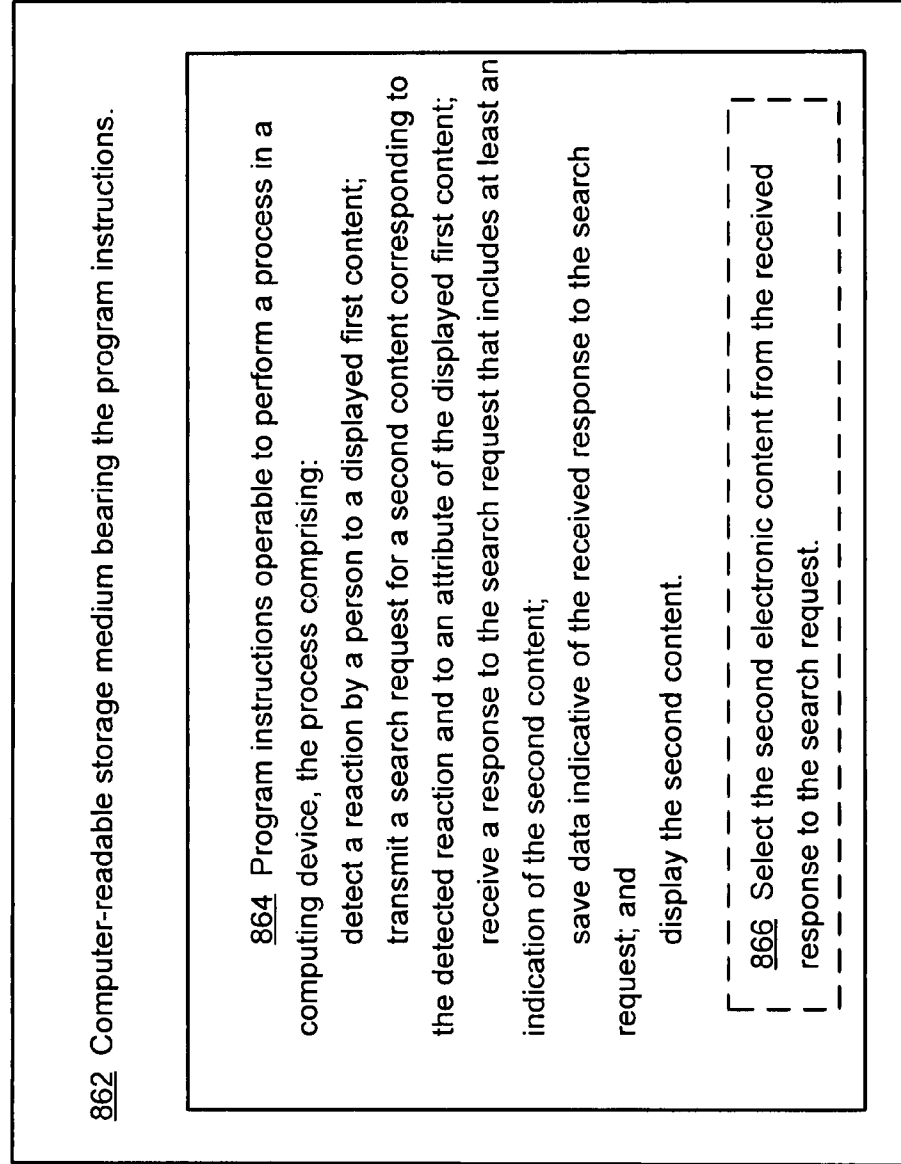 862 Computer-readable storage medium bearing the program instructions.
864 Program instructions operable to perform a process in a
computing device, the process comprising:
detect a reaction by a person to a displayed first content;
transmit a search request for a second content corresponding to
the detected reaction and to an attribute of the displayed first content;
receive a response to the search request that includes at least an
indication of the second content;
save data indicative of the received response to the search
request; and
display the second content.
866 Select the second electronic content from the received
response to the search request.